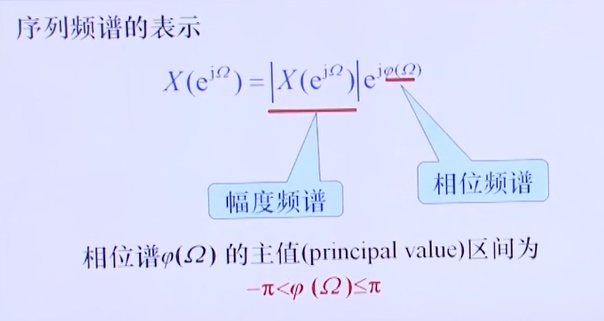 序列频谱的表示
X(e^{jΩ}) = |X(e^{jΩ})|e^{jφ(Ω)}
幅度频谱
相位频谱
相位谱φ(Ω) 的主值(principal value)区间为
−π<φ (Ω)≤π